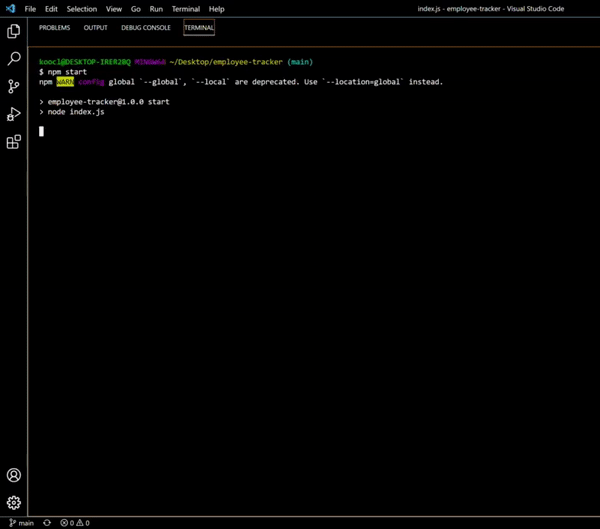 File Edit Selection View Go Run Terminal Help index.js - employee-tracker - Visual Studio Code
PROBLEMS OUTPUT DEBUG CONSOLE TERMINAL
koocl@DESKTOP-IRER2BQ MINGW64 ~/Desktop/employee-tracker (main)
$ npm start
npm WARN config global `--global`, `--local` are deprecated. Use `--location=global` instead.
> employee-tracker@1.0.0 start
> node index.js
main 0 0